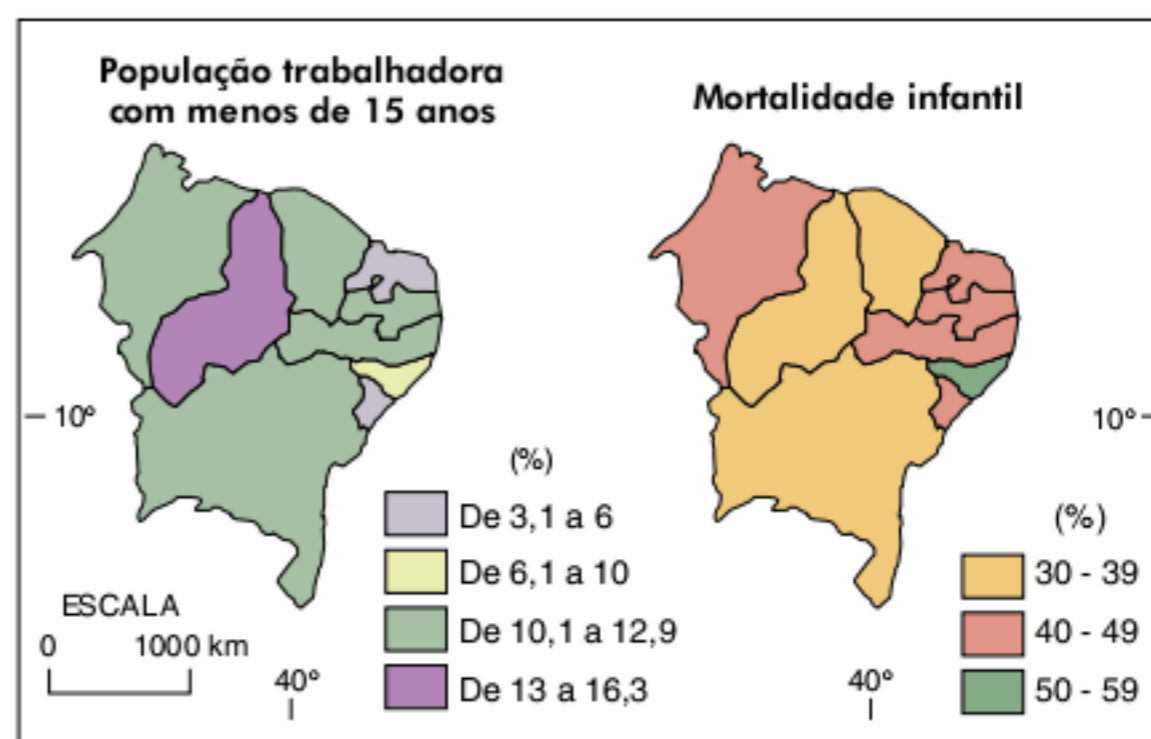 População trabalhadora
com menos de 15 anos
Mortalidade infantil
10º
10º
(%)
De 3,1 a 6
De 6,1 a 10
De 10,1 a 12,9
De 13 a 16,3
(%)
30 - 39
40 - 49
50 - 59
ESCALA
0 1000 km
40º
40º